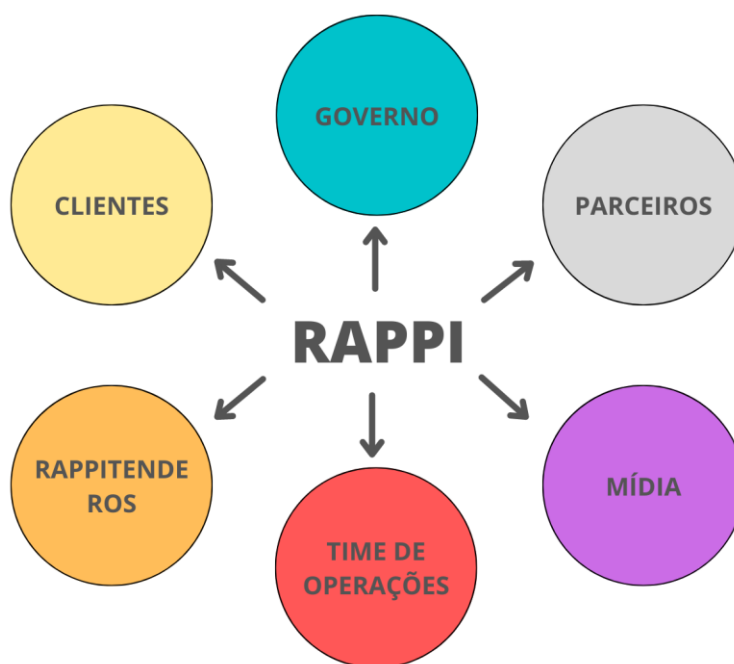 GOVERNO
CLIENTES
PARCEIROS
RAPPI
RAPPITENDE
ROS
MÍDIA
TIME DE
OPERAÇÕES